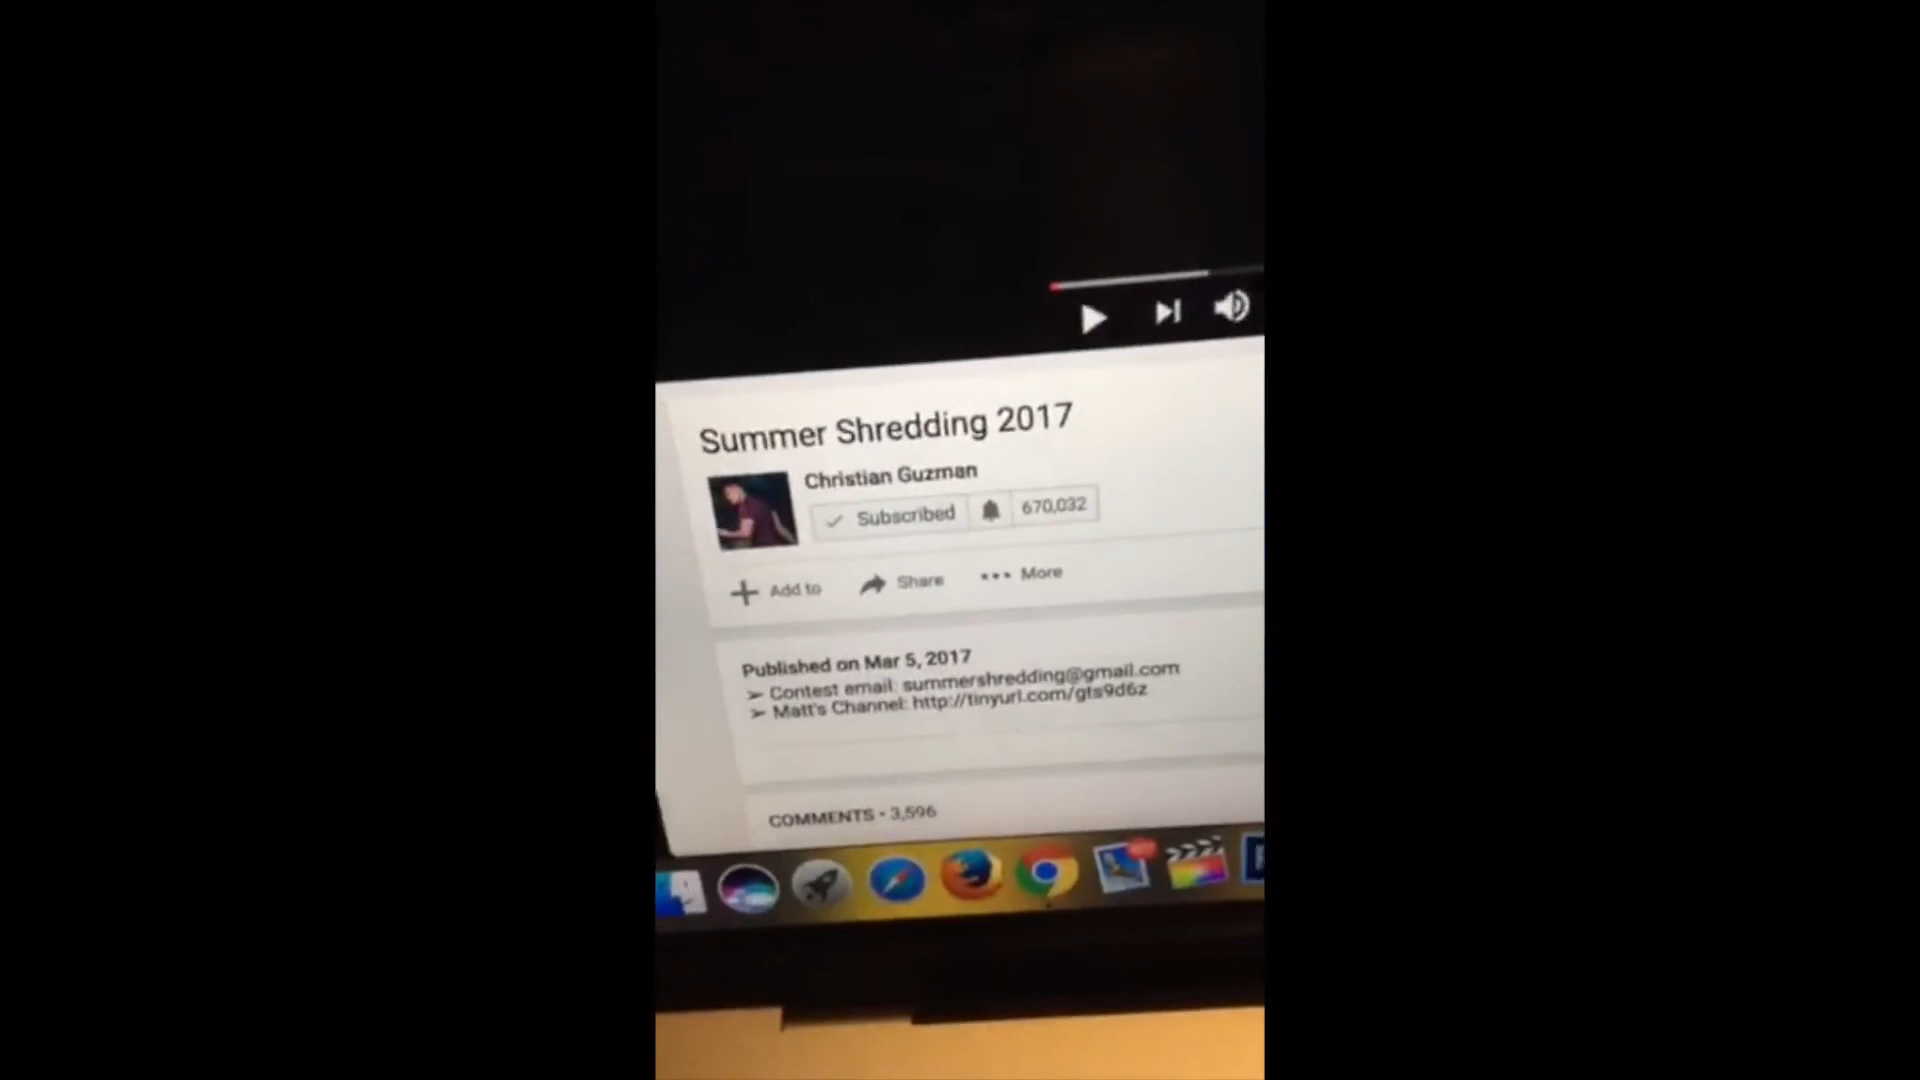 Summer Shredding 2017
Christian Guzman
Subscribed 670,032
Add to Share More
Published on Mar 5, 2017
➢ Contest email: summershredding@gmail.com
➢ Matt's Channel: http://tinyurl.com/gts9d6z
COMMENTS • 3,596